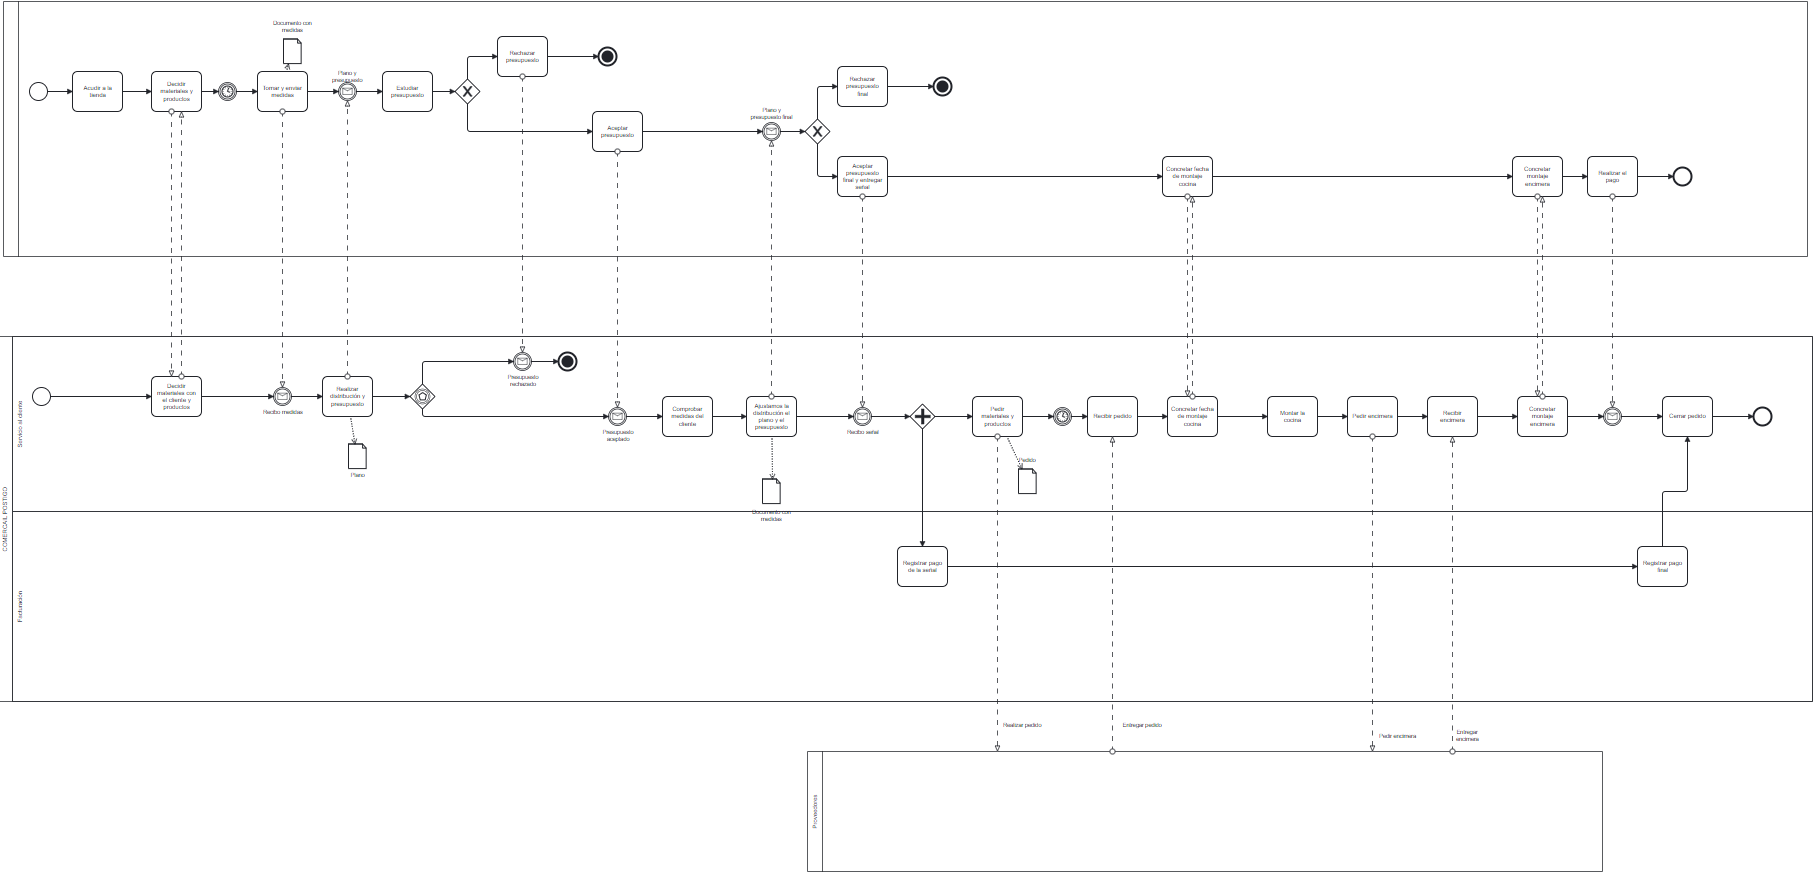 Documento con
medidas
Acudir a la
tienda
Decidir
materiales y
productos
Tomar y enviar
medidas
Plano y
presupuesto
Estudiar
presupuesto
Rechazar
presupuesto
Aceptar
presupuesto
Plano y
presupuesto final
Rechazar
presupuesto
final
Aceptar
presupuesto
final y entregar
señal
Concretar fecha
de montaje
cocina
Concretar
montaje
encimera
Realizar el
pago
COMERCIAL POSTIGO
Servicio al cliente
Decidir
materiales con
el cliente y
productos
Recibo medidas
Realizar
distribución y
presupuesto
Plano
Presupuesto
rechazado
Presupuesto
aceptado
Comprobar
medidas del
cliente
Ajustamos la
distribución el
plano y el
presupuesto
Documento con
medidas
Recibo señal
Pedir
materiales y
productos
Pedido
Recibir pedido
Concretar fecha
de montaje
cocina
Montar la
cocina
Pedir encimera
Recibir
encimera
Concretar
montaje
encimera
Cerrar pedido
Facturación
Registrar pago
de la señal
Registrar pago
final
Realizar pedido
Entregar pedido
Pedir encimera
Entregar
encimera
Proveedores